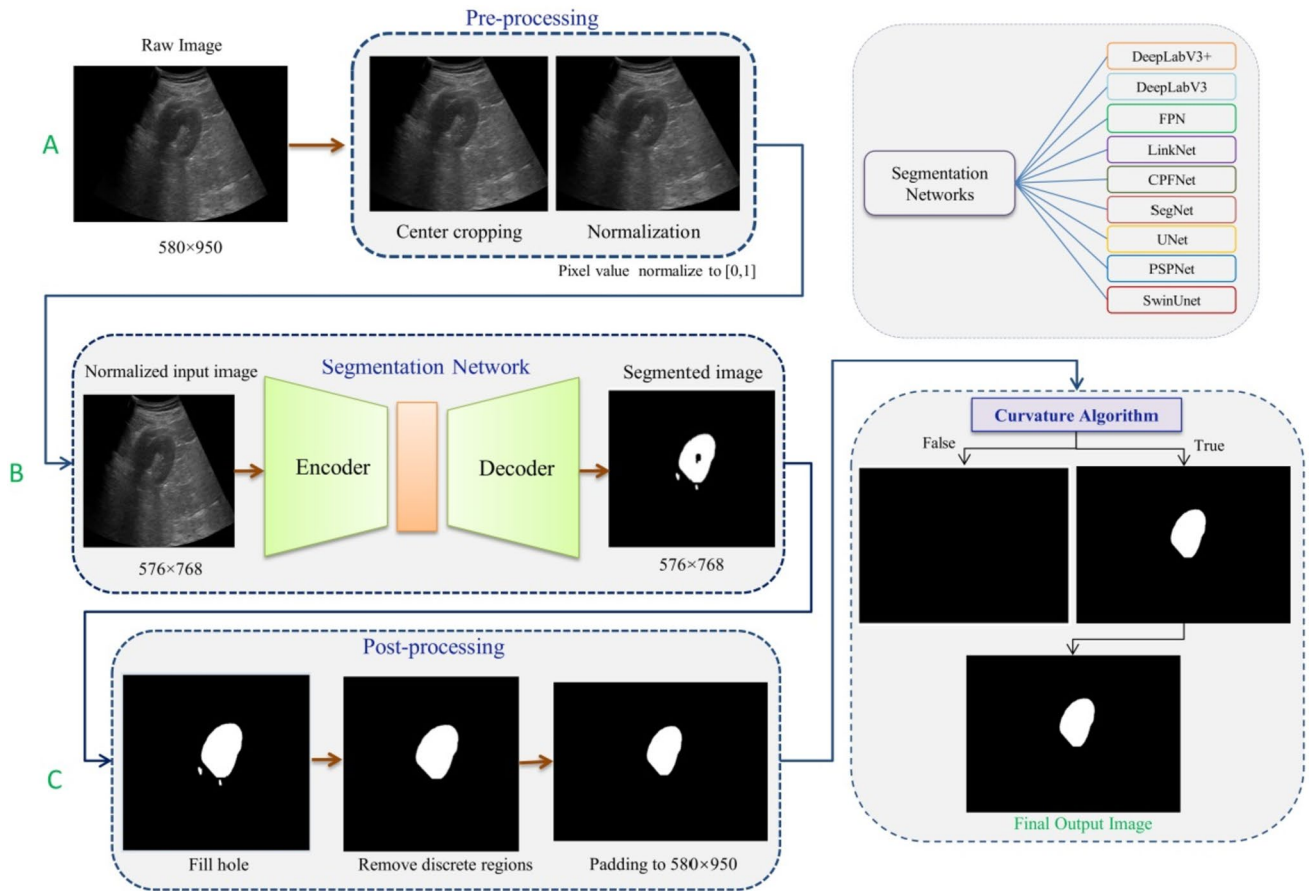 Pre-processing
Raw Image
A
580×950
Center cropping
Normalization
Pixel value normalize to [0,1]
Segmentation
Networks
DeepLabV3+
DeepLabV3
FPN
LinkNet
CPFNet
SegNet
UNet
PSPNet
SwinUnet
B
Normalized input image
Segmentation Network
Segmented image
Encoder
Decoder
576×768
576×768
Curvature Algorithm
False
True
Final Output Image
C
Post-processing
Fill hole
Remove discrete regions
Padding to 580×950